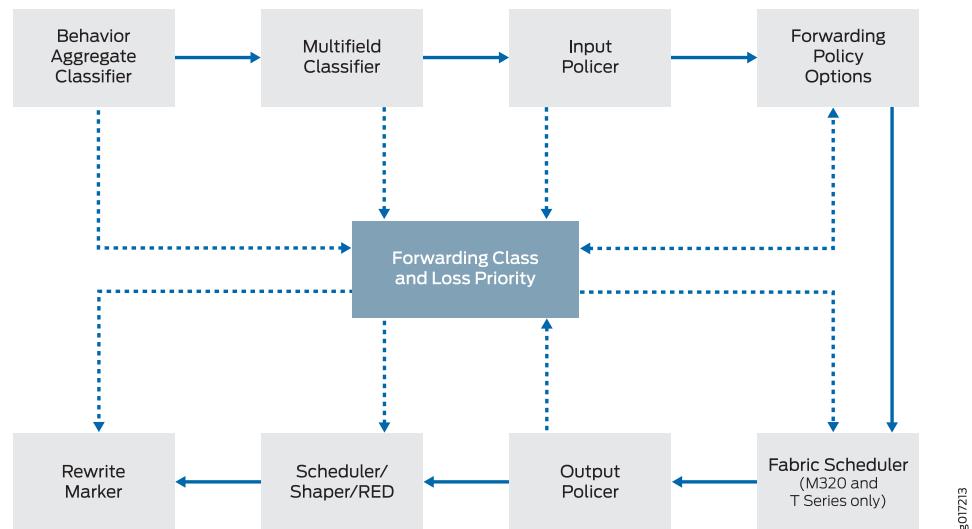 Behavior
Aggregate
Classifier
Multifield
Classifier
Input
Policer
Forwarding
Policy
Options
Forwarding Class
and Loss Priority
Rewrite
Marker
Scheduler/
Shaper/RED
Output
Policer
Fabric Scheduler
(M320 and
T Series only)
g017213